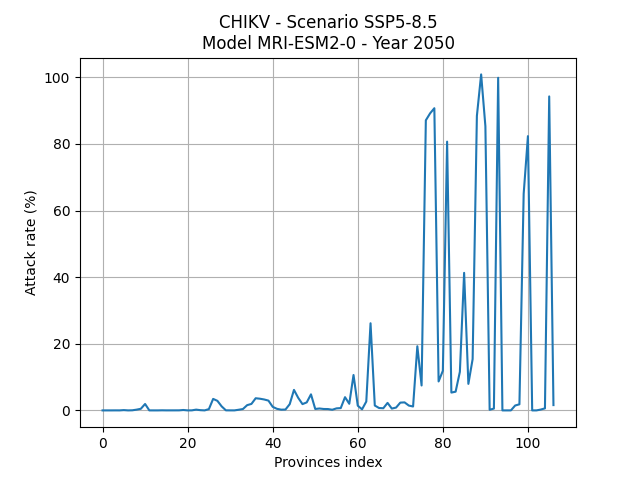 CHIKV - Scenario SSP5-8.5
Model MRI-ESM2-0 - Year 2050
Attack rate (%)
100
80
60
40
20
0
0 20 40 60 80 100
Provinces index